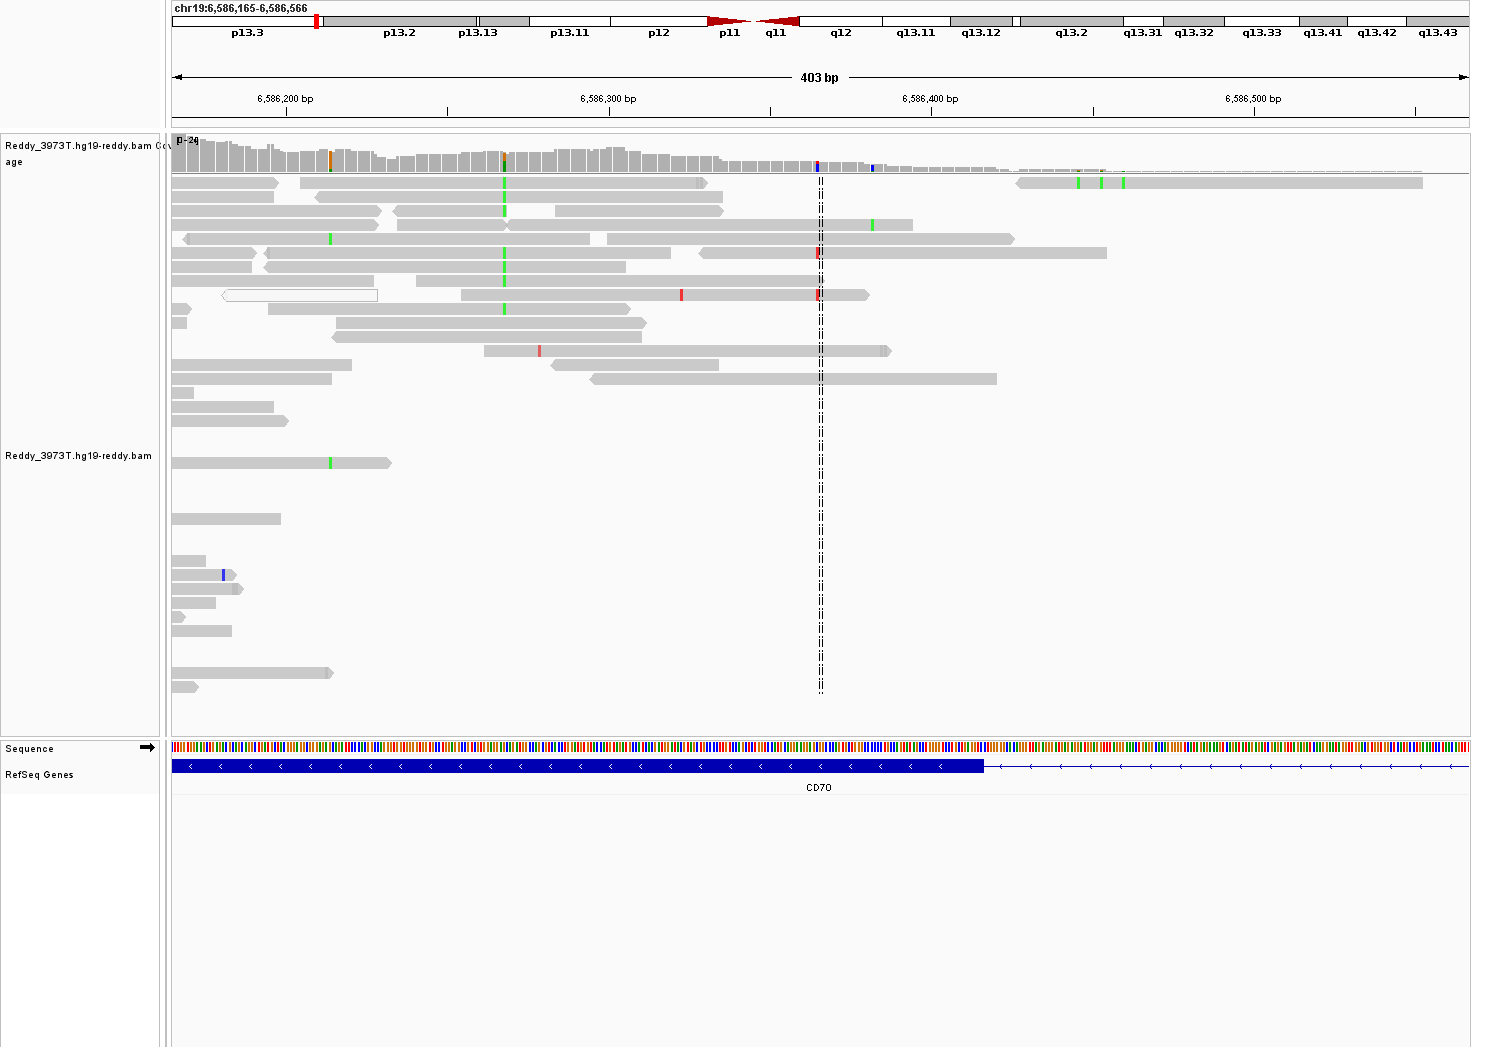 chr19:6,586,165-6,586,566
p13.3 p13.2 p13.13 p13.11 p12 p11 q11 q12 q13.11 q13.12 q13.2 q13.31 q13.32 q13.33 q13.41 q13.42 q13.43
403 bp
6,586,200 bp 6,586,300 bp 6,586,400 bp 6,586,500 bp
Reddy_3973T.hg19-reddy.bam Cov
age
Reddy_3973T.hg19-reddy.bam
Sequence
RefSeq Genes
CD70